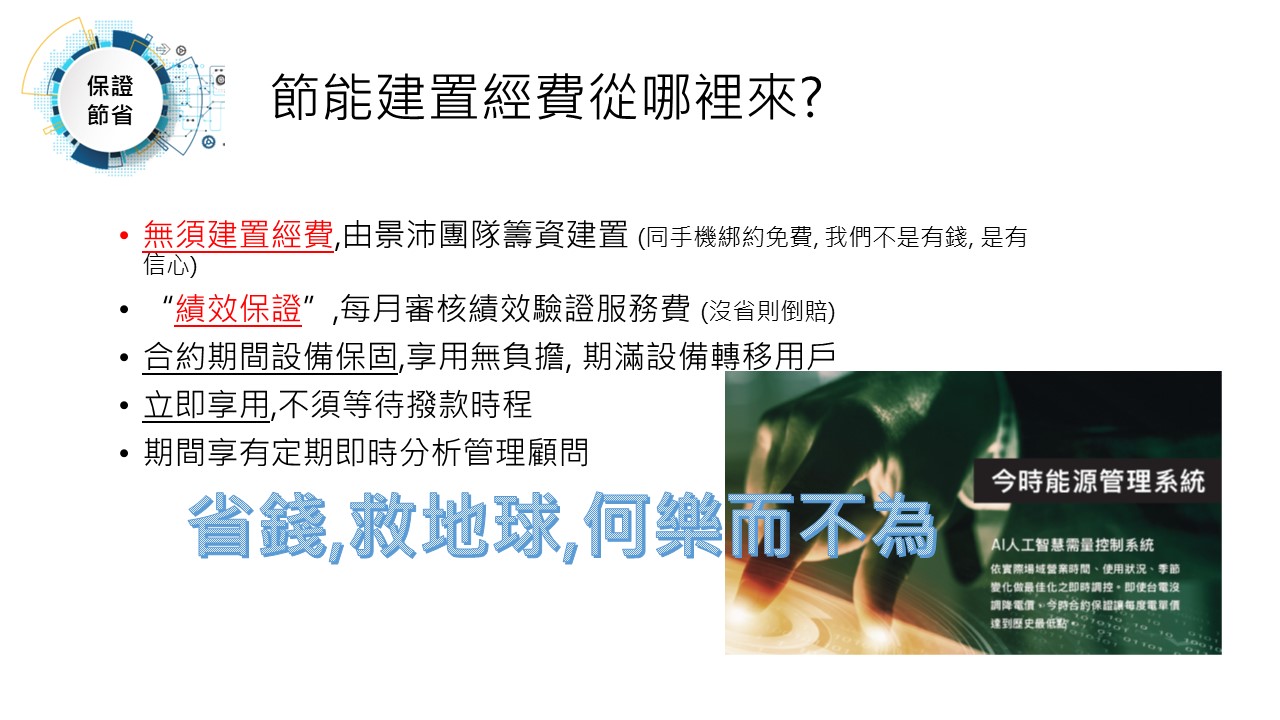 保證
節省
節能建置經費從哪裡來?
• 無須建置經費,由景沛團隊籌資建置 (同手機綁約免費, 我們不是有錢, 是有
信心)
• “績效保證”,每月審核績效驗證服務費 (沒省則倒賠)
• 合約期間設備保固,享用無負擔, 期滿設備轉移用戶
• 立即享用,不須等待撥款時程
• 期間享有定期即時分析管理顧問
省錢,救地球,何樂而不為
今時能源管理系統
AI人工智慧需量控制系統
依實際場域營業時間、使用狀況、季節
變化做最佳化之即時調控。即使台電沒
調降電價,今時合約保證讓每度電單價
達到歷史最低點。